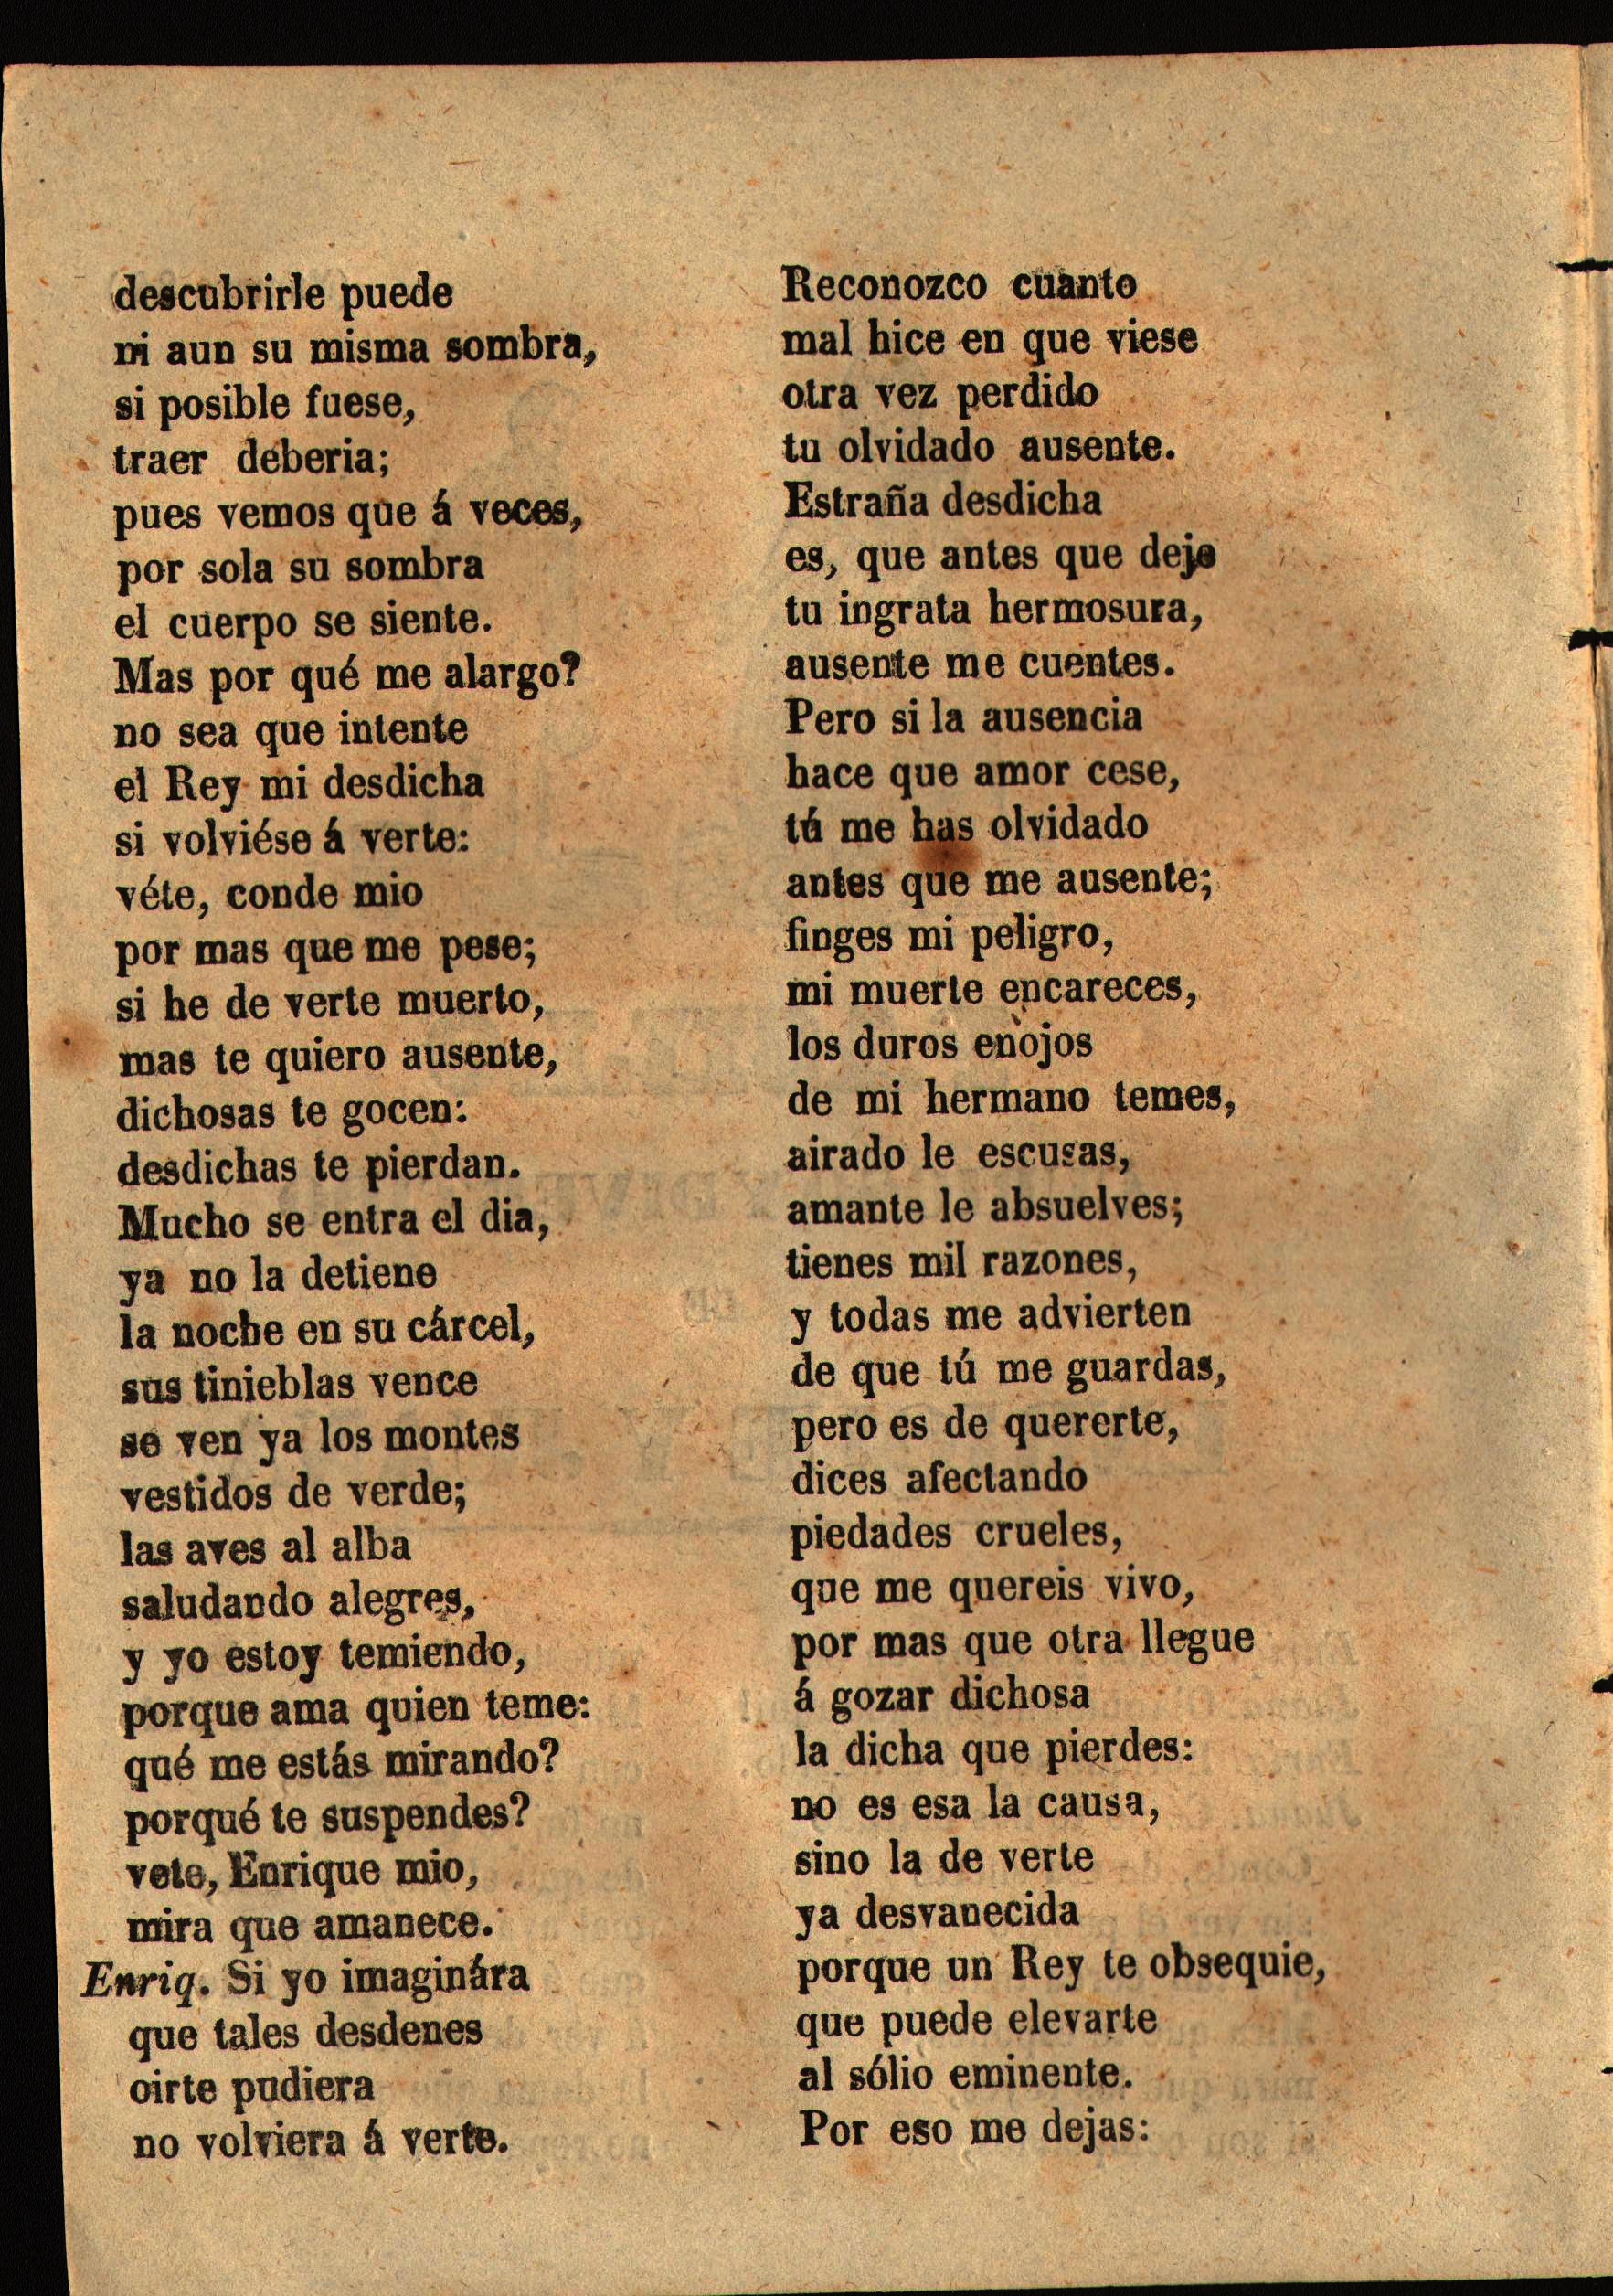 descubrirle puede
ni aun su misma sombra,
si posible fuese,
traer deberia;
pues vemos que á veces,
por sola su sombra
el cuerpo se siente.
Mas por qué me alargo?
no sea que intente
el Rey mi desdicha
si volviése á verte:
véte, conde mio
por mas que me pese;
si he de verte muerto,
mas te quiero ausente,
dichosas te gocen:
desdichas te pierdan.
Mucho se entra el dia,
ya no la detiene
la noche en su cárcel,
sus tinieblas vence
se ven ya los montes
vestidos de verde;
las aves al alba
saludando alegres,
y yo estoy temiendo,
porque ama quien teme:
qué me estás mirando?
porqué te suspendes?
vete, Enrique mio,
mira que amanece.
Enriq. Si yo imaginára
que tales desdenes
oirte pudiera
no volviera á verte.
Reconozco cuanto
mal hice en que viese
otra vez perdido
tu olvidado ausente.
Estraña desdicha
es, que antes que deje
tu ingrata hermosura,
ausente me cuentes.
Pero si la ausencia
hace que amor cese,
tú me has olvidado
antes que me ausente;
finges mi peligro,
mi muerte encareces,
los duros enojos
de mi hermano temes,
airado le escusas,
amante le absuelves;
tienes mil razones,
y todas me advierten
de que tú me guardas,
pero es de quererte,
dices afectando
piedades crueles,
que me quereis vivo,
por mas que otra llegue
á gozar dichosa
la dicha que pierdes:
no es esa la causa,
sino la de verte
ya desvanecida
porque un Rey te obsequie,
que puede elevarte
al sólio eminente.
Por eso me dejas: